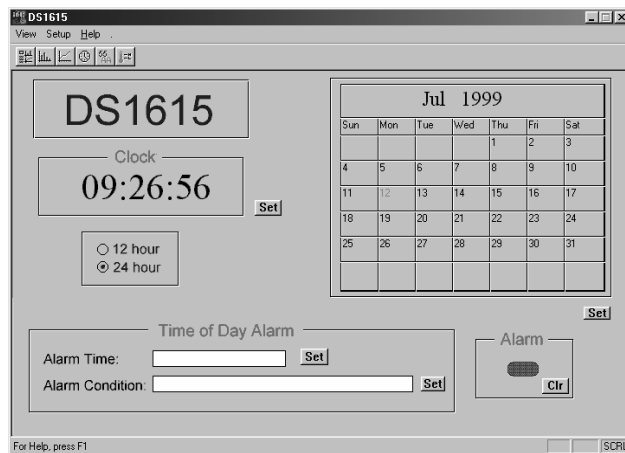 DS1615
View Setup Help .
DS1615
Clock
09:26:56
Set
12 hour
24 hour
Jul 1999
Sun Mon Tue Wed Thu Fri Sat
1 2 3
4 5 6 7 8 9 10
11 12 13 14 15 16 17
18 19 20 21 22 23 24
25 26 27 28 29 30 31
Set
Time of Day Alarm
Alarm Time: Set
Alarm Condition: Set
Alarm
Clr
For Help, press F1
SCRL